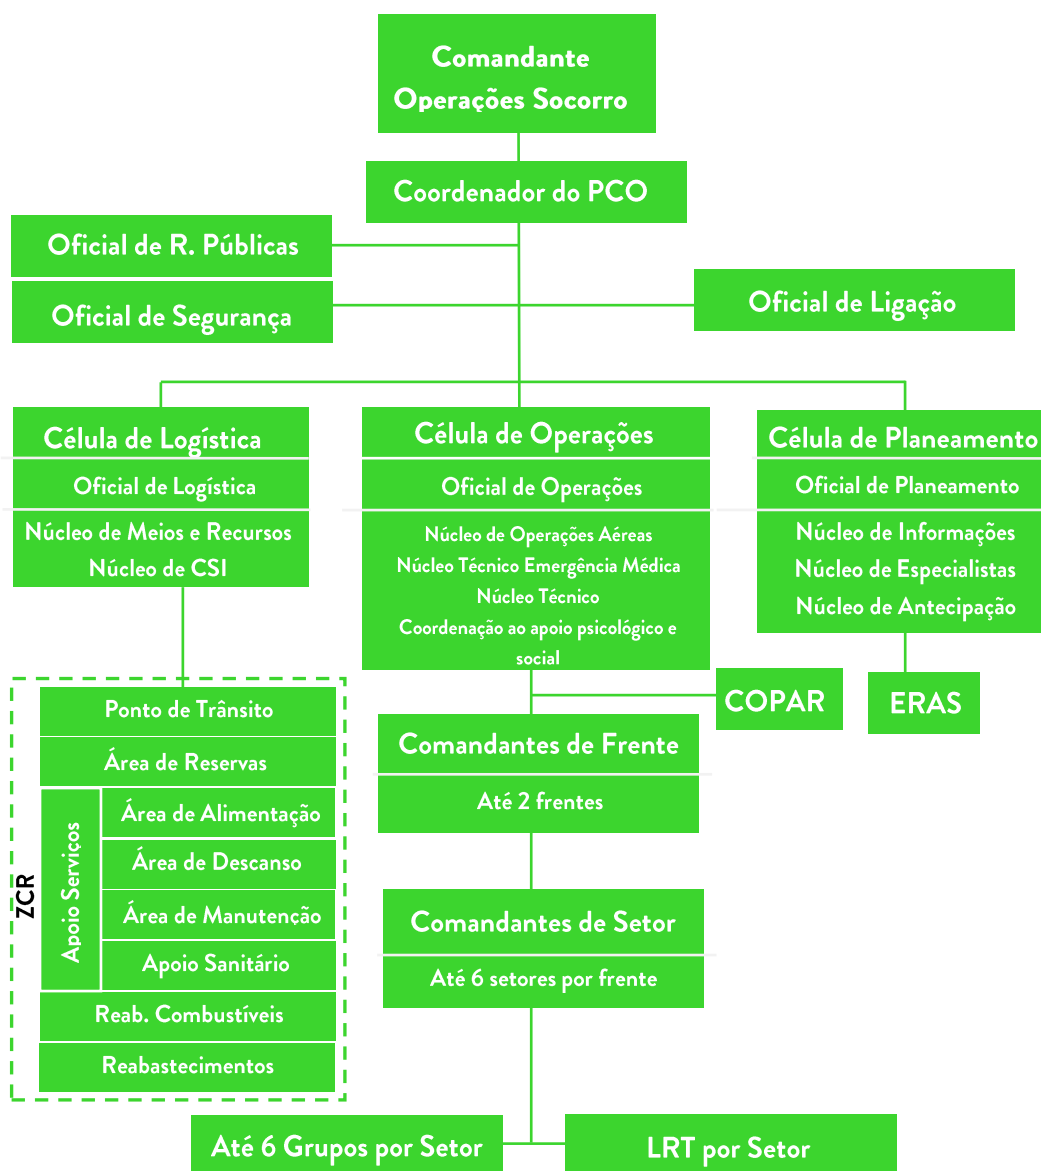 Comandante
Operações Socorro
Coordenador do PCO
Oficial de R. Públicas
Oficial de Segurança
Oficial de Ligação
Célula de Logística
Oficial de Logística
Núcleo de Meios e Recursos
Núcleo de CSI
Célula de Operações
Oficial de Operações
Núcleo de Operações Aéreas
Núcleo Técnico Emergência Médica
Núcleo Técnico
Coordenação ao apoio psicológico e
social
Célula de Planeamento
Oficial de Planeamento
Núcleo de Informações
Núcleo de Especialistas
Núcleo de Antecipação
COPAR
ERAS
ZCR
Ponto de Trânsito
Área de Reservas
Apoio Serviços
Área de Alimentação
Área de Descanso
Área de Manutenção
Apoio Sanitário
Reab. Combustíveis
Reabastecimentos
Comandantes de Frente
Até 2 frentes
Comandantes de Setor
Até 6 setores por frente
Até 6 Grupos por Setor
LRT por Setor